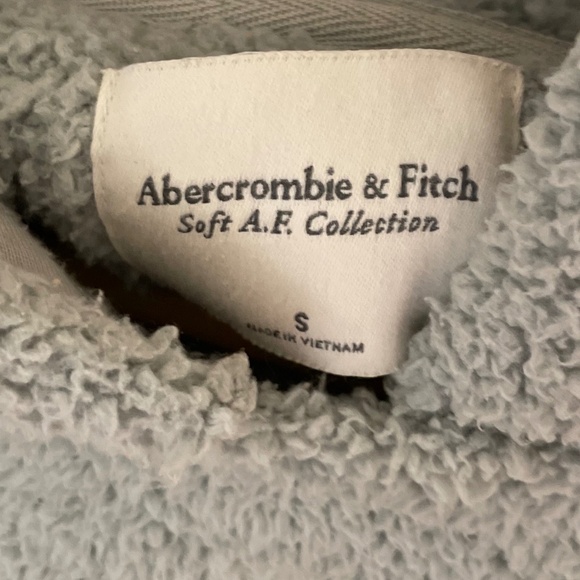 Abercrombie & Fitch
Soft A.F. Collection
S
MADE IN VIETNAM